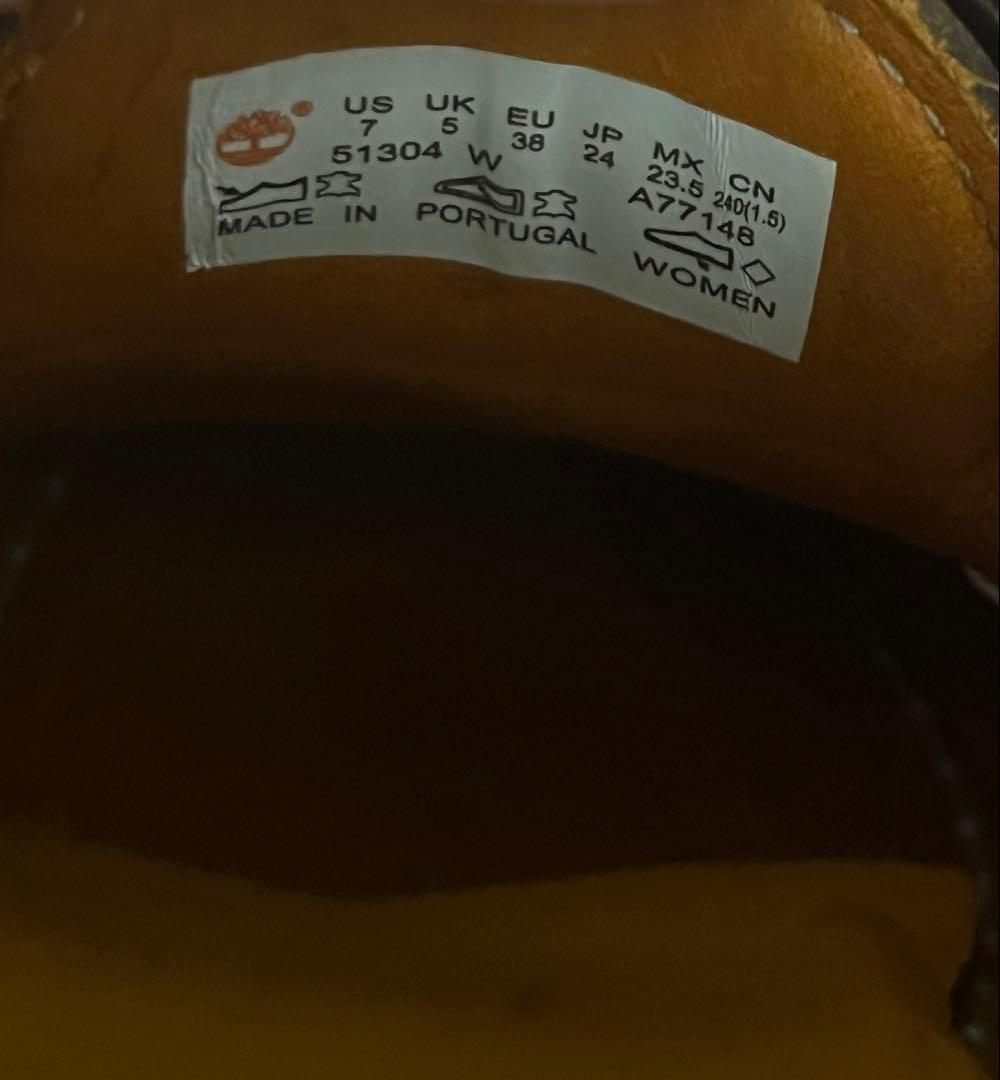 US UK EU JP MX CN
7 5 38 24 23.5 240(1.5)
51304 W A77148
MADE IN PORTUGAL WOMEN